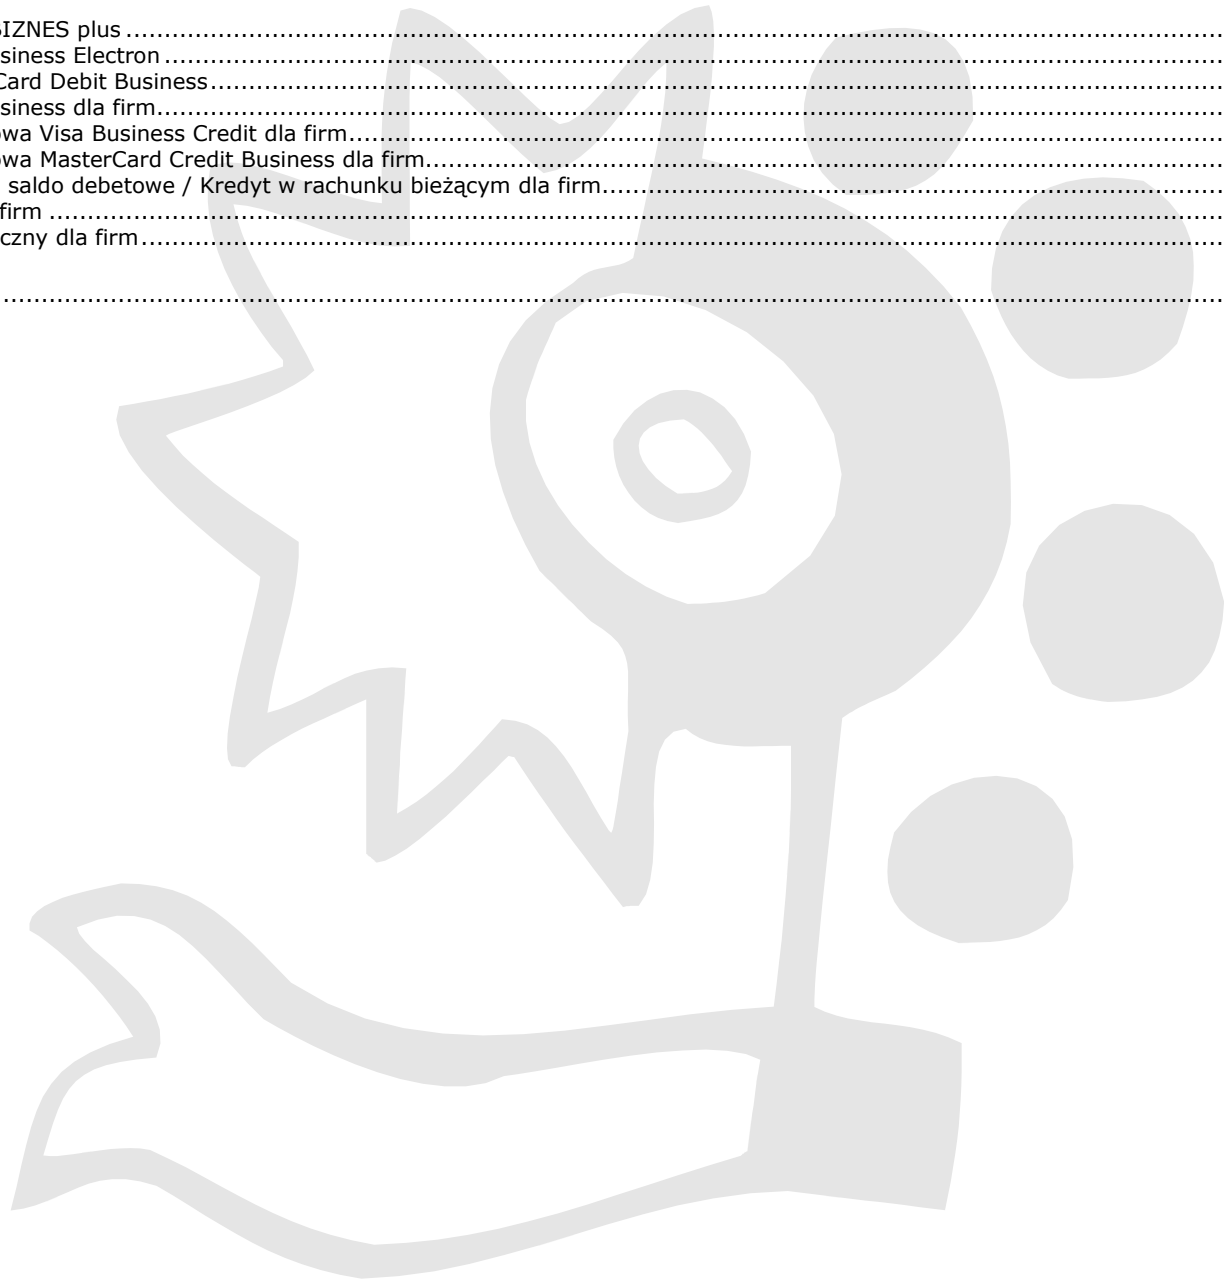 BIZNES plus ........................................................................................................
siness Electron ........................................................................................................
Card Debit Business ........................................................................................................
siness dla firm ........................................................................................................
owa Visa Business Credit dla firm ........................................................................................................
owa MasterCard Credit Business dla firm ........................................................................................................
saldo debetowe / Kredyt w rachunku bieżącym dla firm ........................................................................................................
firm ........................................................................................................
czny dla firm ........................................................................................................
........................................................................................................